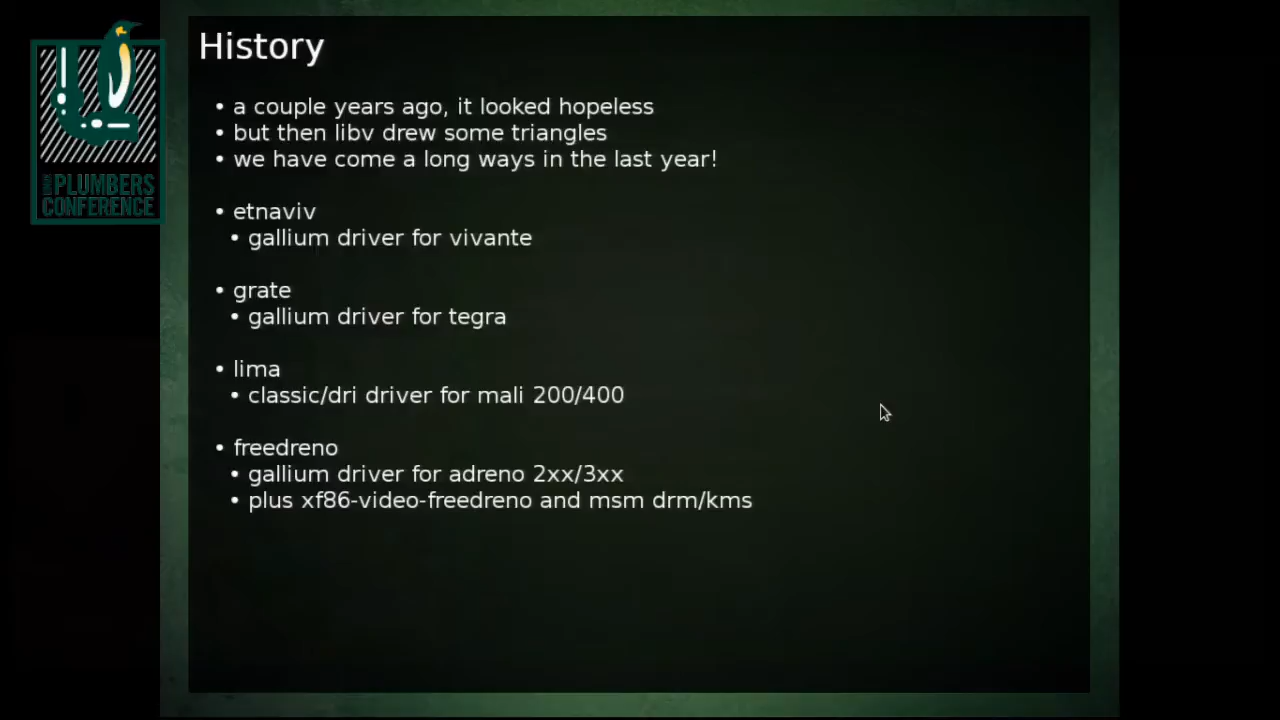 LINUX
PLUMBERS
CONFERENCE
History
• a couple years ago, it looked hopeless
• but then libv drew some triangles
• we have come a long ways in the last year!
• etnaviv
• gallium driver for vivante
• grate
• gallium driver for tegra
• lima
• classic/dri driver for mali 200/400
• freedreno
• gallium driver for adreno 2xx/3xx
• plus xf86-video-freedreno and msm drm/kms